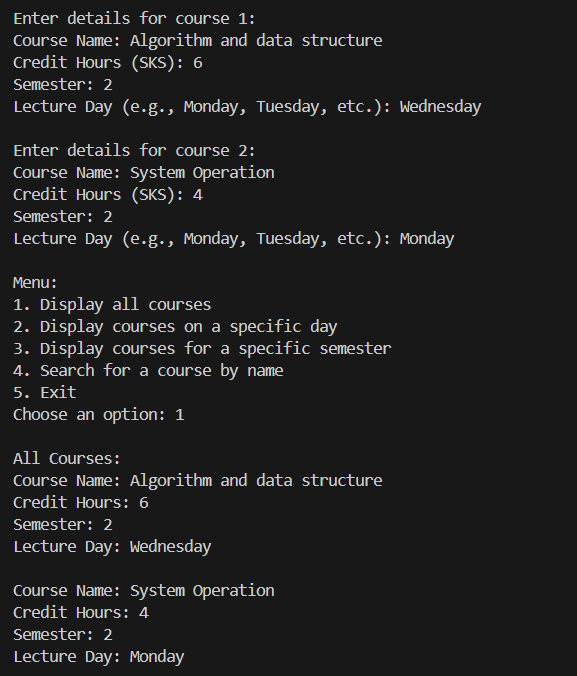 Enter details for course 1:
Course Name: Algorithm and data structure
Credit Hours (SKS): 6
Semester: 2
Lecture Day (e.g., Monday, Tuesday, etc.): Wednesday
Enter details for course 2:
Course Name: System Operation
Credit Hours (SKS): 4
Semester: 2
Lecture Day (e.g., Monday, Tuesday, etc.): Monday
Menu:
1. Display all courses
2. Display courses on a specific day
3. Display courses for a specific semester
4. Search for a course by name
5. Exit
Choose an option: 1
All Courses:
Course Name: Algorithm and data structure
Credit Hours: 6
Semester: 2
Lecture Day: Wednesday
Course Name: System Operation
Credit Hours: 4
Semester: 2
Lecture Day: Monday